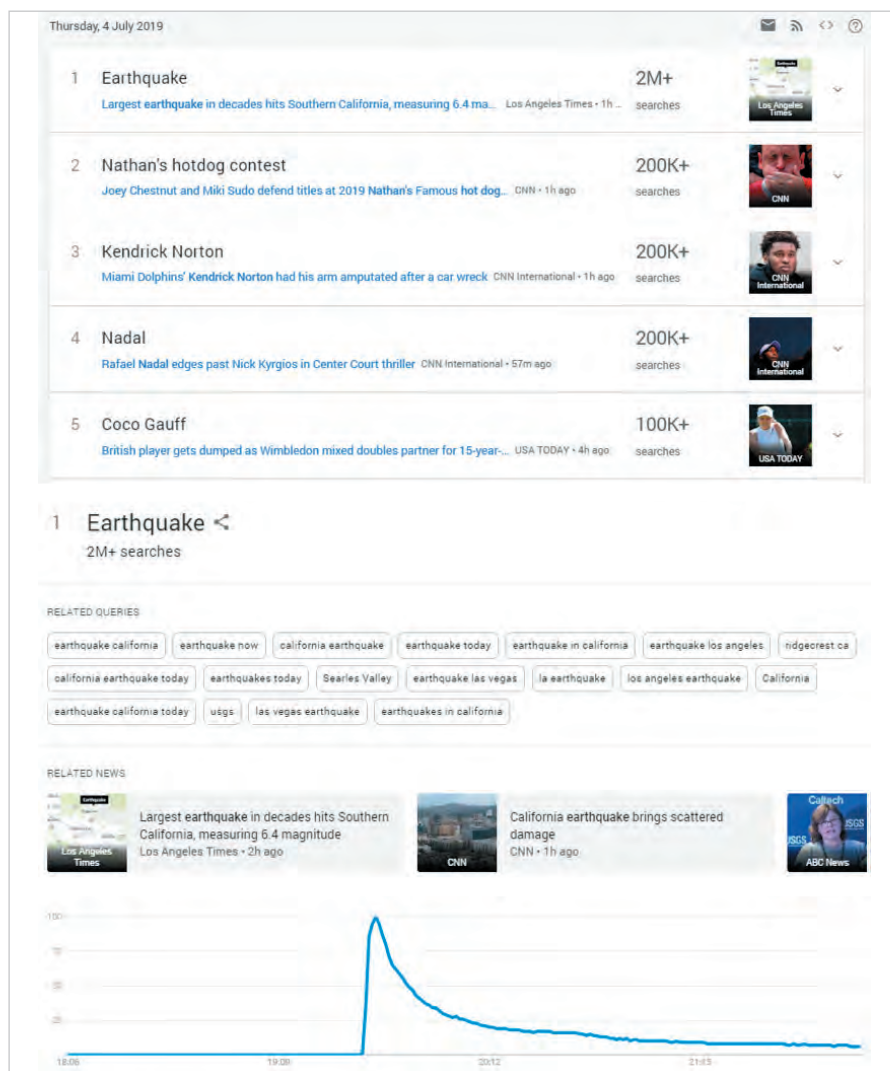 Thursday, 4 July 2019
1 Earthquake 2M+
Largest earthquake in decades hits Southern California, measuring 6.4 ma... Los Angeles Times • 1h ... searches
Los Angeles
Times
2 Nathan's hotdog contest 200K+
Joey Chestnut and Miki Sudo defend titles at 2019 Nathan's Famous hot dog... CNN • 1h ago searches
CNN
3 Kendrick Norton 200K+
Miami Dolphins' Kendrick Norton had his arm amputated after a car wreck CNN International • 1h ago searches
CNN
International
4 Nadal 200K+
Rafael Nadal edges past Nick Kyrgios in Center Court thriller CNN International • 57m ago searches
CNN
International
5 Coco Gauff 100K+
British player gets dumped as Wimbledon mixed doubles partner for 15-year-... USA TODAY • 4h ago searches
USA TODAY
1 Earthquake
2M+ searches
RELATED QUERIES
earthquake california earthquake now california earthquake earthquake today earthquake in california earthquake los angeles ridgecrest ca
california earthquake today earthquakes today Searles Valley earthquake las vegas la earthquake los angeles earthquake California
earthquake california today usgs las vegas earthquake earthquakes in california
RELATED NEWS
Earthquake
Los Angeles
Times
Largest earthquake in decades hits Southern
California, measuring 6.4 magnitude
Los Angeles Times • 2h ago
CNN
California earthquake brings scattered
damage
CNN • 1h ago
Caltech
USGS
USGS
ABC News
100
75
50
25
18:06 19:09 20:12 21:15